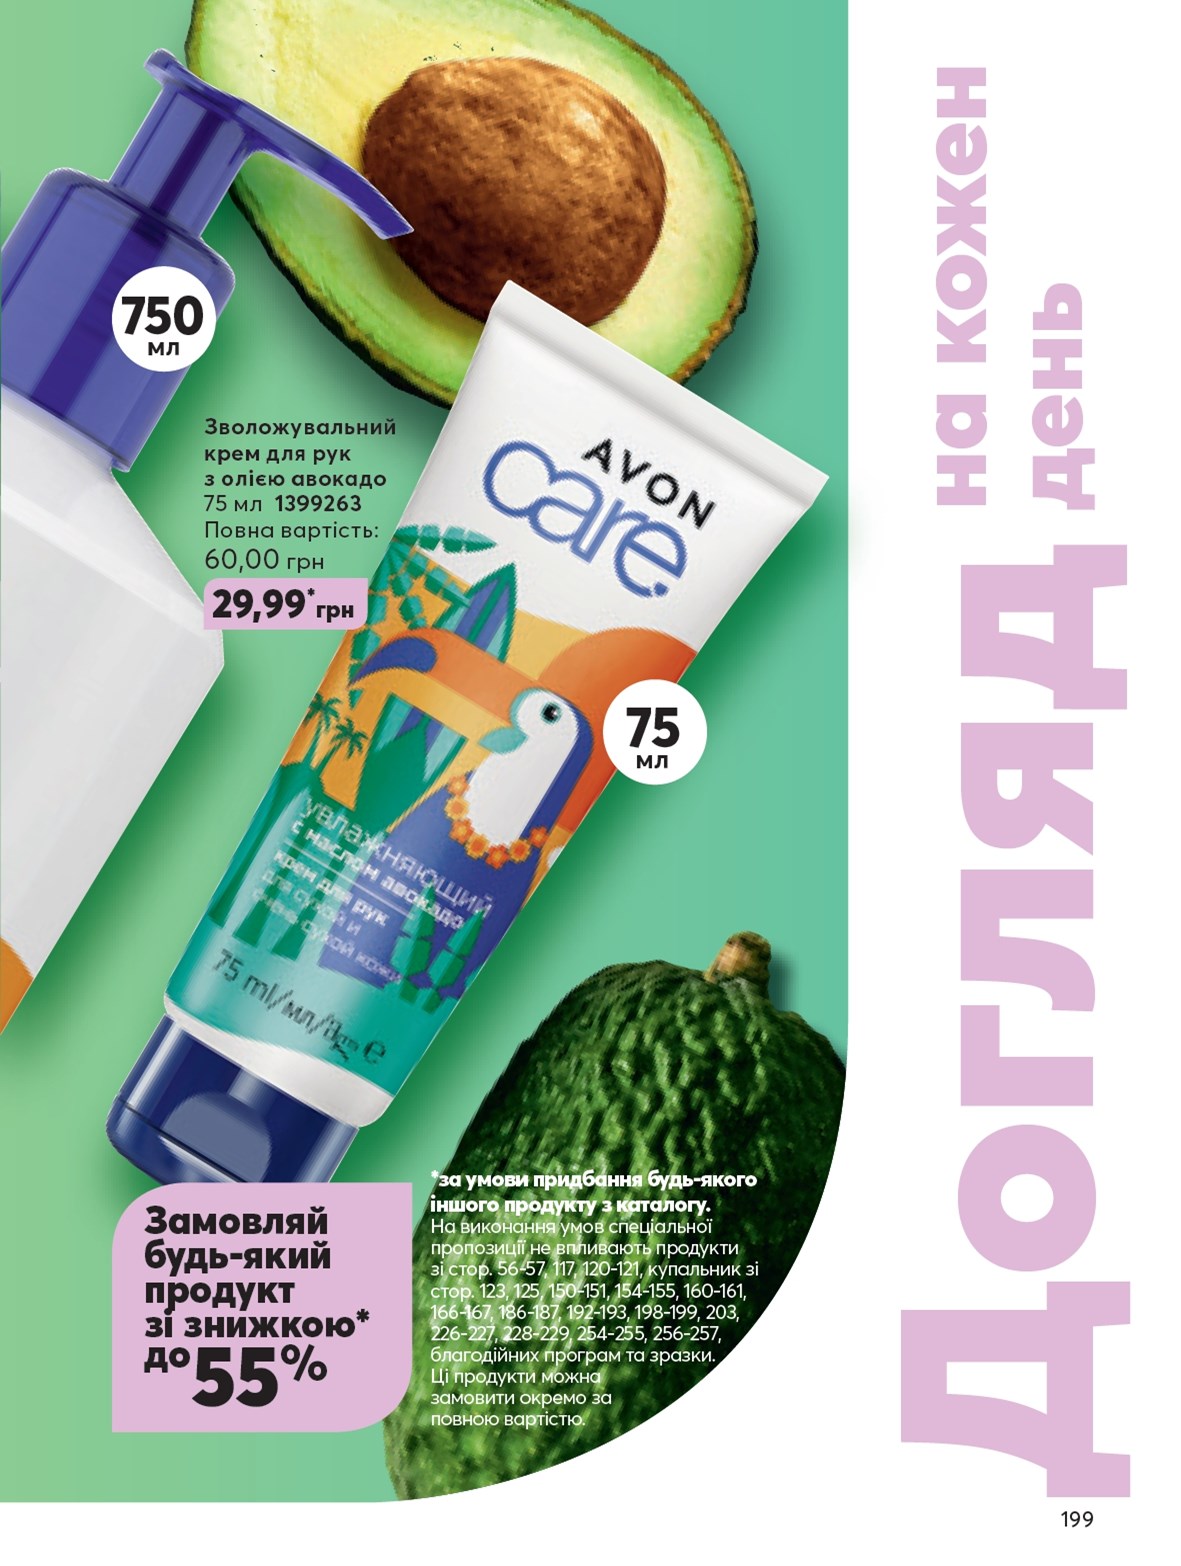 750
мл
Зволожувальний
крем для рук
з олією авокадо
75 мл 1399263
Повна вартість:
60,00 грн
29,99* грн
AVON
care
75
мл
увлажняющий
с маслом авокадо
крем для рук
для сухой и
очень сухой кожи
75 ml/мл/
Замовляй
будь-який
продукт
зі знижкою*
до 55%
*за умови придбання будь-якого
іншого продукту з каталогу.
На виконання умов спеціальної
пропозиції не впливають продукти
зі стор. 56-57, 117, 120-121, купальник зі
стор. 123, 125, 150-151, 154-155, 160-161,
166-167, 186-187, 192-193, 198-199, 203,
226-227, 228-229, 254-255, 256-257,
благодійних програм та зразки.
Ці продукти можна
замовити окремо за
повною вартістю.
Догляд
на кожен
день
199